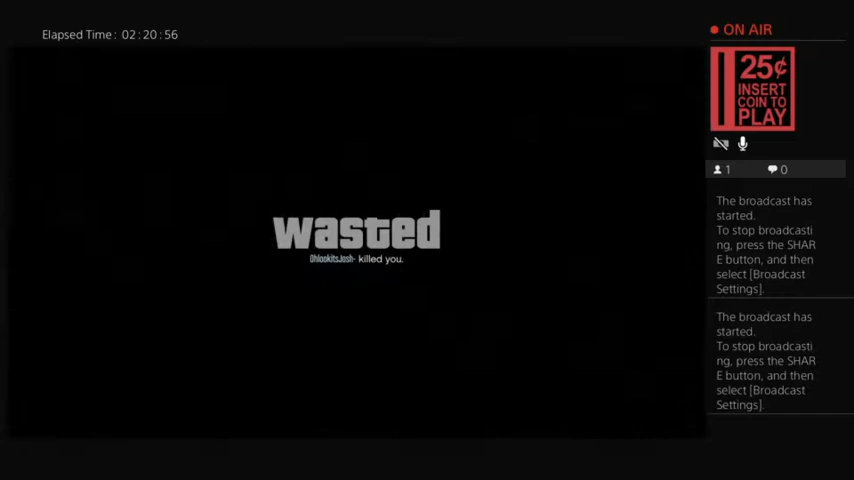 Elapsed Time: 02:20:56
ON AIR
25¢
INSERT
COIN TO
PLAY
1
0
The broadcast has
started.
To stop broadcasti
ng, press the SHAR
E button, and then
select [Broadcast
Settings].
The broadcast has
started.
To stop broadcasti
ng, press the SHAR
E button, and then
select [Broadcast
Settings].
wasted
OhlookitsJosh- killed you.